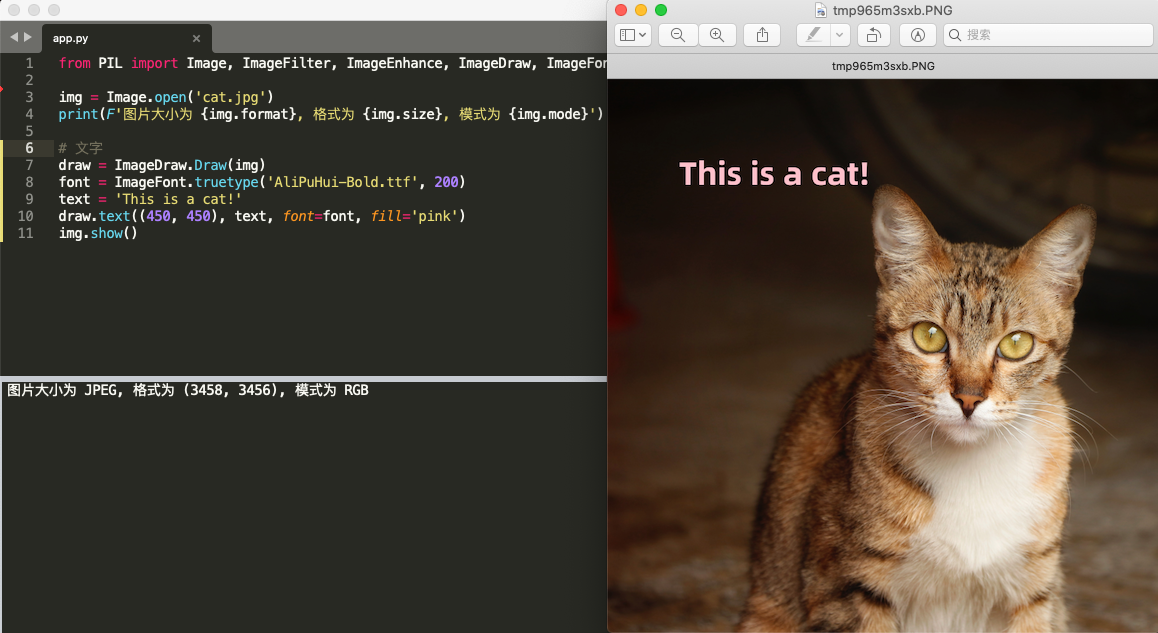 app.py
1 from PIL import Image, ImageFilter, ImageEnhance, ImageDraw, ImageFon
2
3 img = Image.open('cat.jpg')
4 print(F'图片大小为 {img.format}, 格式为 {img.size}, 模式为 {img.mode}')
5
6 # 文字
7 draw = ImageDraw.Draw(img)
8 font = ImageFont.truetype('AliPuHui-Bold.ttf', 200)
9 text = 'This is a cat!'
10 draw.text((450, 450), text, font=font, fill='pink')
11 img.show()
图片大小为 JPEG, 格式为 (3458, 3456), 模式为 RGB
tmp965m3sxb.PNG
搜索
tmp965m3sxb.PNG
This is a cat!